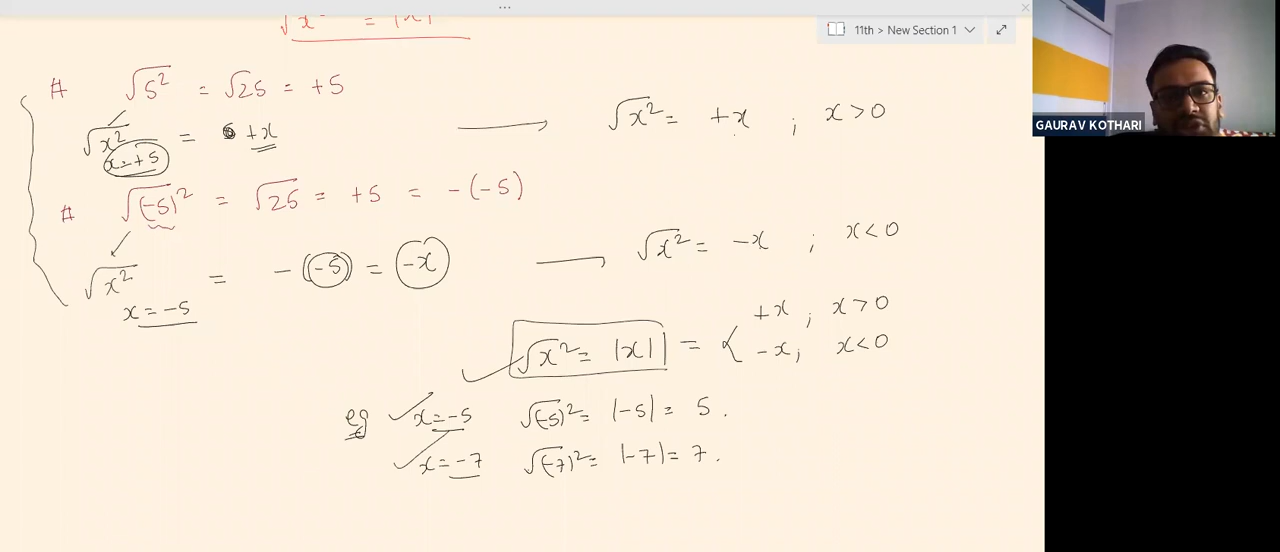 √x² = |x|
11th > New Section 1
GAURAV KOTHARI
# √5² = √25 = +5
√x² = +x
x=+5
√x² = +x ; x>0
# √(-5)² = √25 = +5 = -(-5)
√x² = -x ; x<0
√x² = -(-5) = -x
x=-5
√x² = |x| = { +x ; x>0
-x ; x<0
eg x=-5 √(-5)² = |-5| = 5.
x=-7 √(-7)² = |-7| = 7.